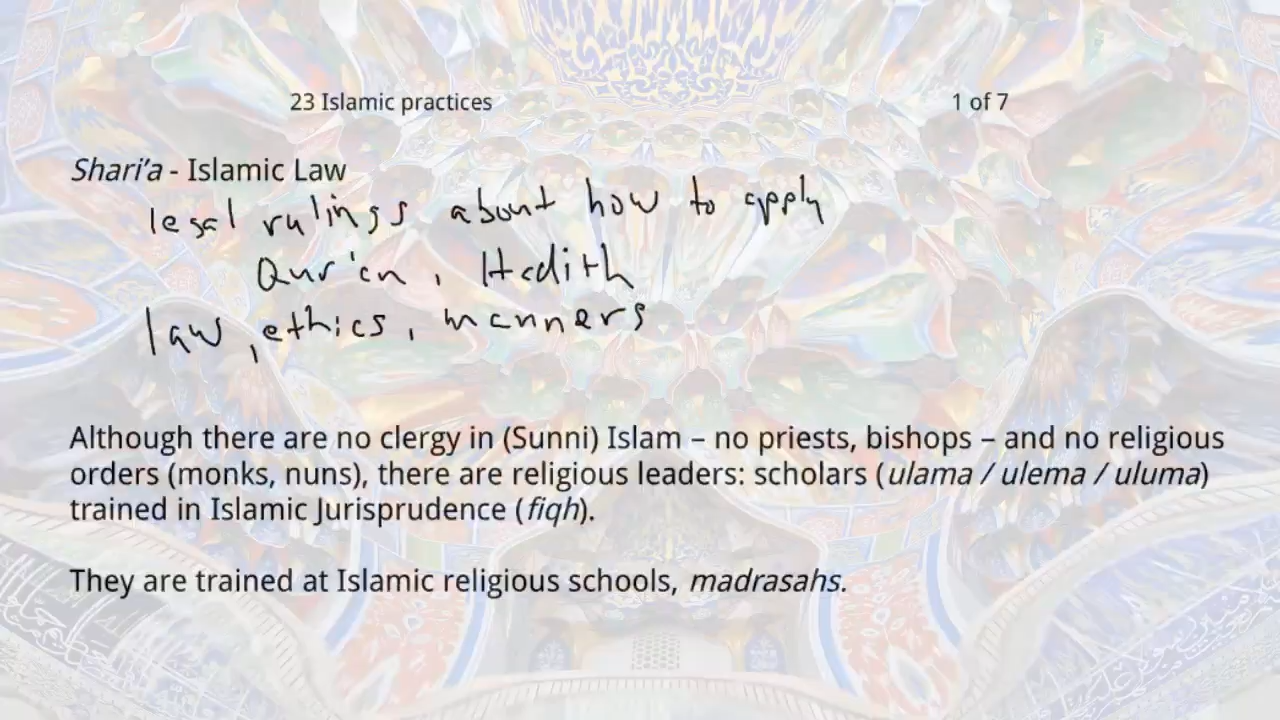 23 Islamic practices 1 of 7
Shari'a - Islamic Law
legal rulings about how to apply
Qur'an, Hadith
law, ethics, manners
Although there are no clergy in (Sunni) Islam – no priests, bishops – and no religious
orders (monks, nuns), there are religious leaders: scholars (ulama / ulema / uluma)
trained in Islamic Jurisprudence (fiqh).
They are trained at Islamic religious schools, madrasahs.